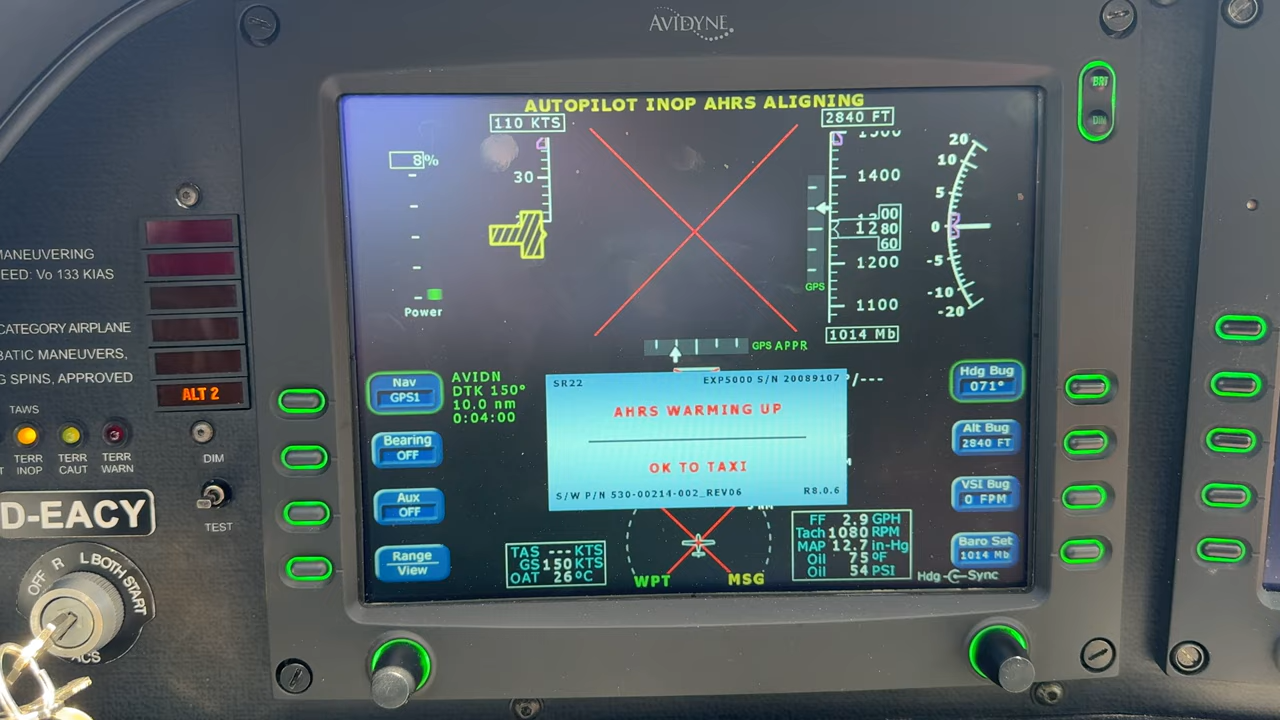 AVIDYNE
BRT
DIM
AUTOPILOT INOP AHRS ALIGNING
110 KTS
2840 FT
8%
30
1400
1200
1100
12
00
80
60
20
10
5
0
-5
-10
-20
GPS
Power
1014 Mb
GPS APPR
MANEUVERING
EED: Vo 133 KIAS
CATEGORY AIRPLANE
BATIC MANEUVERS,
G SPINS, APPROVED
ALT 2
TAWS
TERR INOP
TERR CAUT
TERR WARN
DIM
TEST
D-EACY
OFF R L BOTH START
ACS
Nav
GPS1
AVIDN
DTK 150°
10.0 nm
0:04:00
Bearing
OFF
Aux
OFF
Range
View
SR22 EXP5000 S/N 20089107
AHRS WARMING UP
OK TO TAXI
S/W P/N 530-00214-002_REV06 R8.0.6
/---
Hdg Bug
071°
Alt Bug
2840 FT
VSI Bug
0 FPM
Baro Set
1014 Mb
TAS --- KTS
GS 150 KTS
OAT 26°C
WPT
MSG
FF 2.9 GPH
Tach 1080 RPM
MAP 12.7 in-Hg
Oil 75 °F
Oil 54 PSI
Hdg Sync